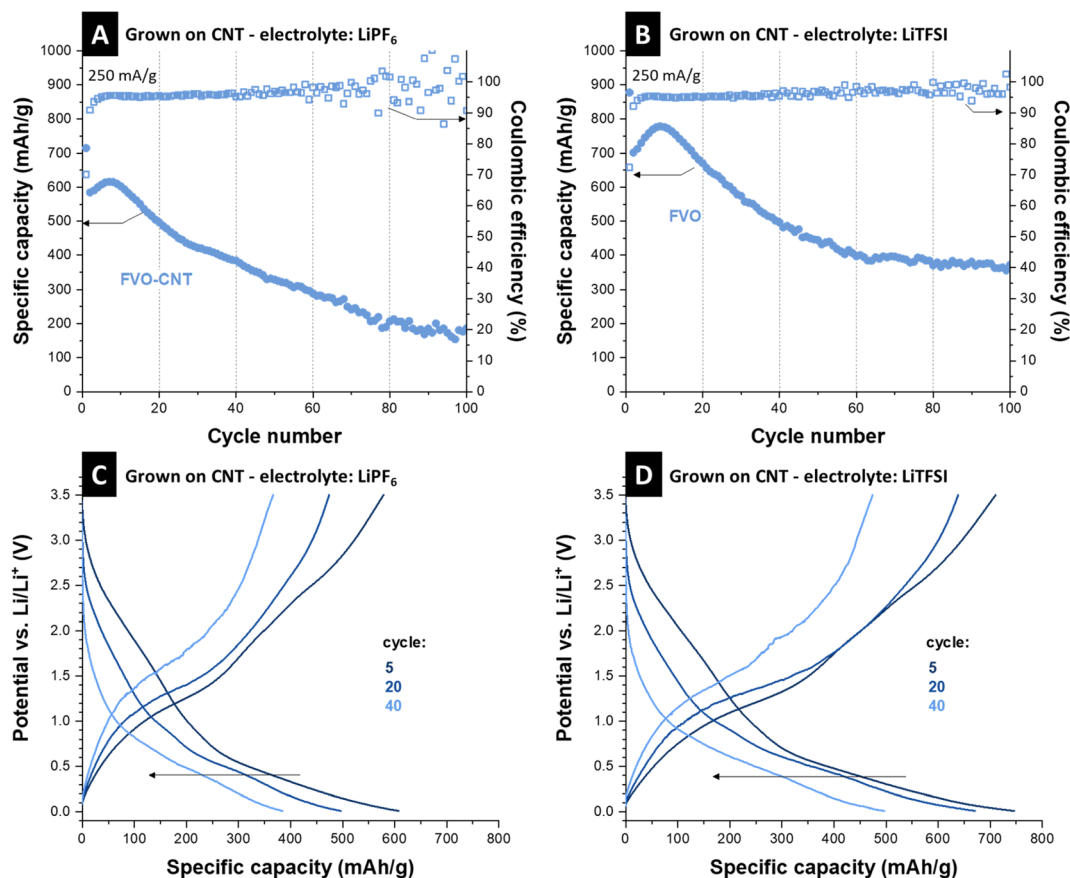 A Grown on CNT - electrolyte: LiPF₆
250 mA/g
FVO-CNT
Specific capacity (mAh/g)
0
100
200
300
400
500
600
700
800
900
1000
Coulombic efficiency (%)
0
10
20
30
40
50
60
70
80
90
100
0 20 40 60 80 100
Cycle number
B Grown on CNT - electrolyte: LiTFSI
250 mA/g
FVO
Specific capacity (mAh/g)
0
100
200
300
400
500
600
700
800
900
1000
Coulombic efficiency (%)
0
10
20
30
40
50
60
70
80
90
100
0 20 40 60 80 100
Cycle number
C Grown on CNT - electrolyte: LiPF₆
Potential vs. Li/Li⁺ (V)
3.5
3.0
2.5
2.0
1.5
1.0
0.5
0.0
cycle:
5
20
40
0 100 200 300 400 500 600 700 800
Specific capacity (mAh/g)
D Grown on CNT - electrolyte: LiTFSI
Potential vs. Li/Li⁺ (V)
3.5
3.0
2.5
2.0
1.5
1.0
0.5
0.0
cycle:
5
20
40
0 100 200 300 400 500 600 700 800
Specific capacity (mAh/g)